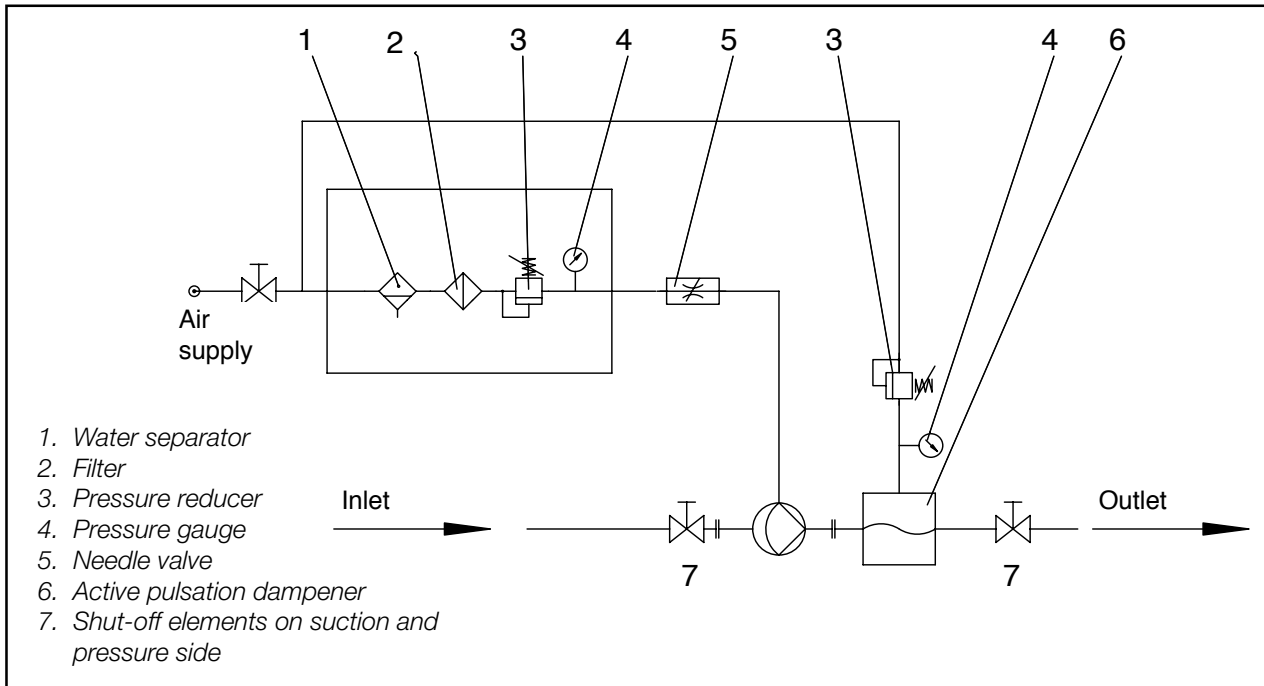 1 2 3 4 5 3 4 6
Air
supply
1. Water separator
2. Filter
3. Pressure reducer
4. Pressure gauge
5. Needle valve
6. Active pulsation dampener
7. Shut-off elements on suction and
pressure side
Inlet
Outlet
7 7